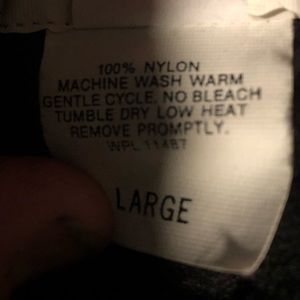 100% NYLON
MACHINE WASH WARM
GENTLE CYCLE. NO BLEACH
TUMBLE DRY LOW HEAT
REMOVE PROMPTLY.
WPL 11487
LARGE